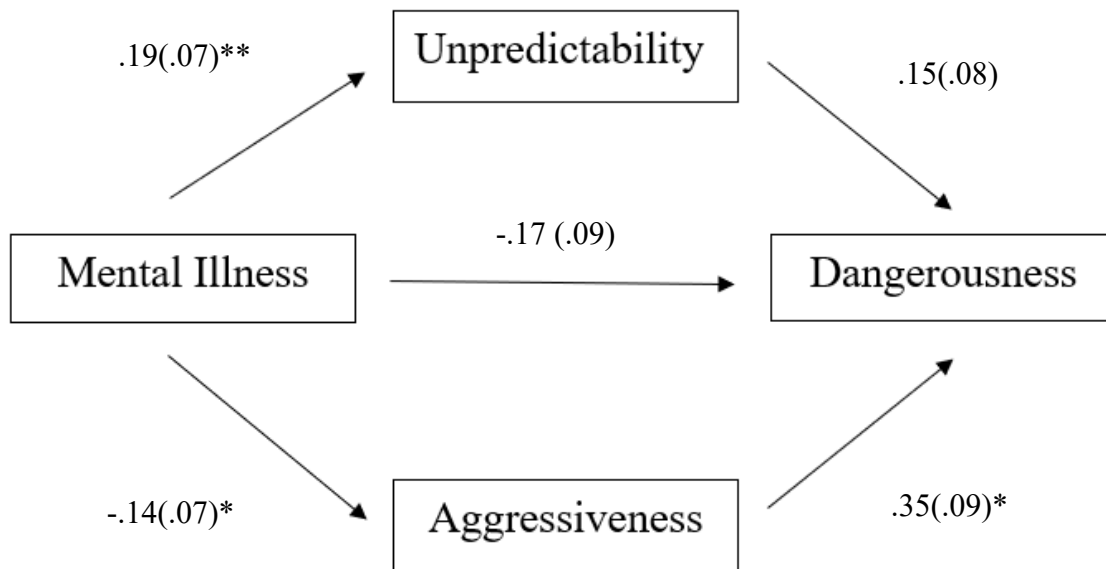 .19(.07)**
Unpredictability
.15(.08)
-.17 (.09)
Mental Illness
Dangerousness
-.14(.07)*
Aggressiveness
.35(.09)*